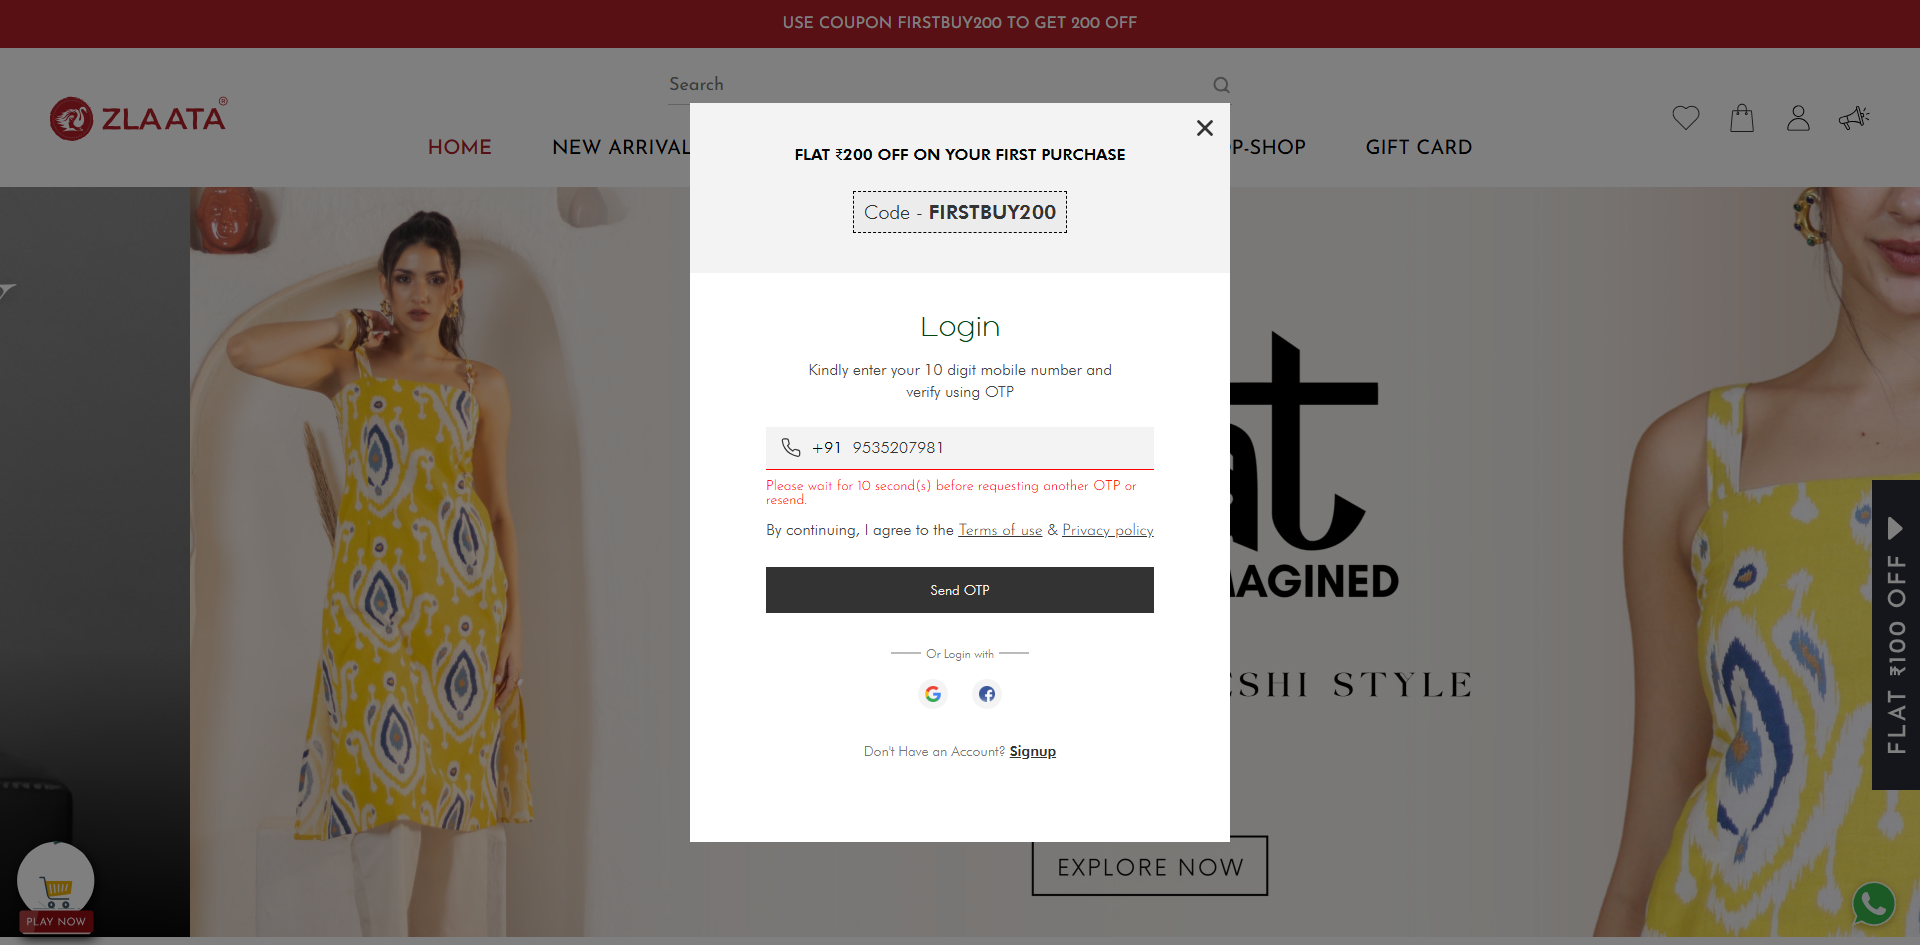 USE COUPON FIRSTBUY200 TO GET 200 OFF
Search
ZLAATA®
HOME
NEW ARRIVAL
P-SHOP
GIFT CARD
FLAT ₹200 OFF ON YOUR FIRST PURCHASE
Code - FIRSTBUY200
Login
Kindly enter your 10 digit mobile number and
verify using OTP
+91 9535207981
Please wait for 10 second(s) before requesting another OTP or
resend.
By continuing, I agree to the Terms of use & Privacy policy
Send OTP
Or Login with
Don't Have an Account? Signup
t
AGINED
SHI STYLE
EXPLORE NOW
FLAT ₹100 OFF
PLAY NOW